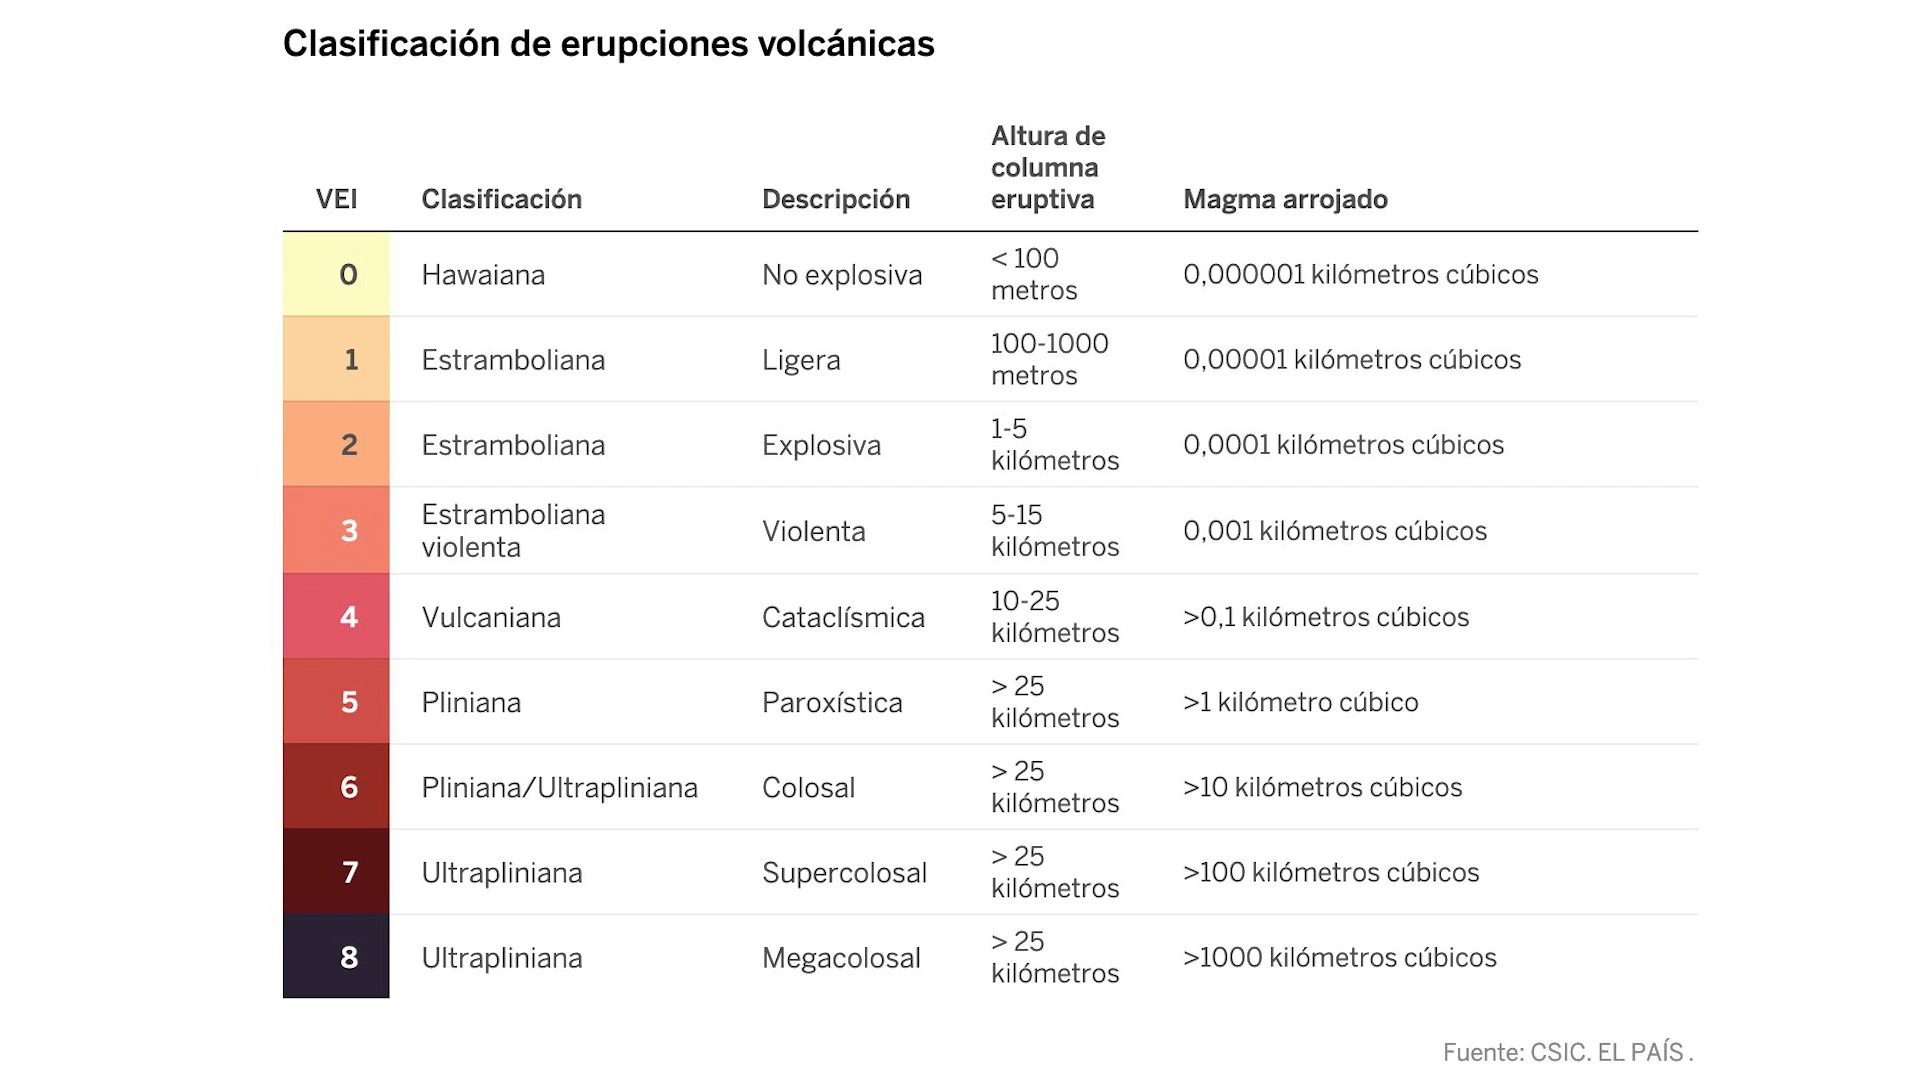 Clasificación de erupciones volcánicas
VEI Clasificación Descripción Altura de columna eruptiva Magma arrojado
0 Hawaiana No explosiva < 100 metros 0,000001 kilómetros cúbicos
1 Estramboliana Ligera 100-1000 metros 0,00001 kilómetros cúbicos
2 Estramboliana Explosiva 1-5 kilómetros 0,0001 kilómetros cúbicos
3 Estramboliana violenta Violenta 5-15 kilómetros 0,001 kilómetros cúbicos
4 Vulcaniana Cataclísmica 10-25 kilómetros >0,1 kilómetros cúbicos
5 Pliniana Paroxística > 25 kilómetros >1 kilómetro cúbico
6 Pliniana/Ultrapliniana Colosal > 25 kilómetros >10 kilómetros cúbicos
7 Ultrapliniana Supercolosal > 25 kilómetros >100 kilómetros cúbicos
8 Ultrapliniana Megacolosal > 25 kilómetros >1000 kilómetros cúbicos
Fuente: CSIC. EL PAÍS .